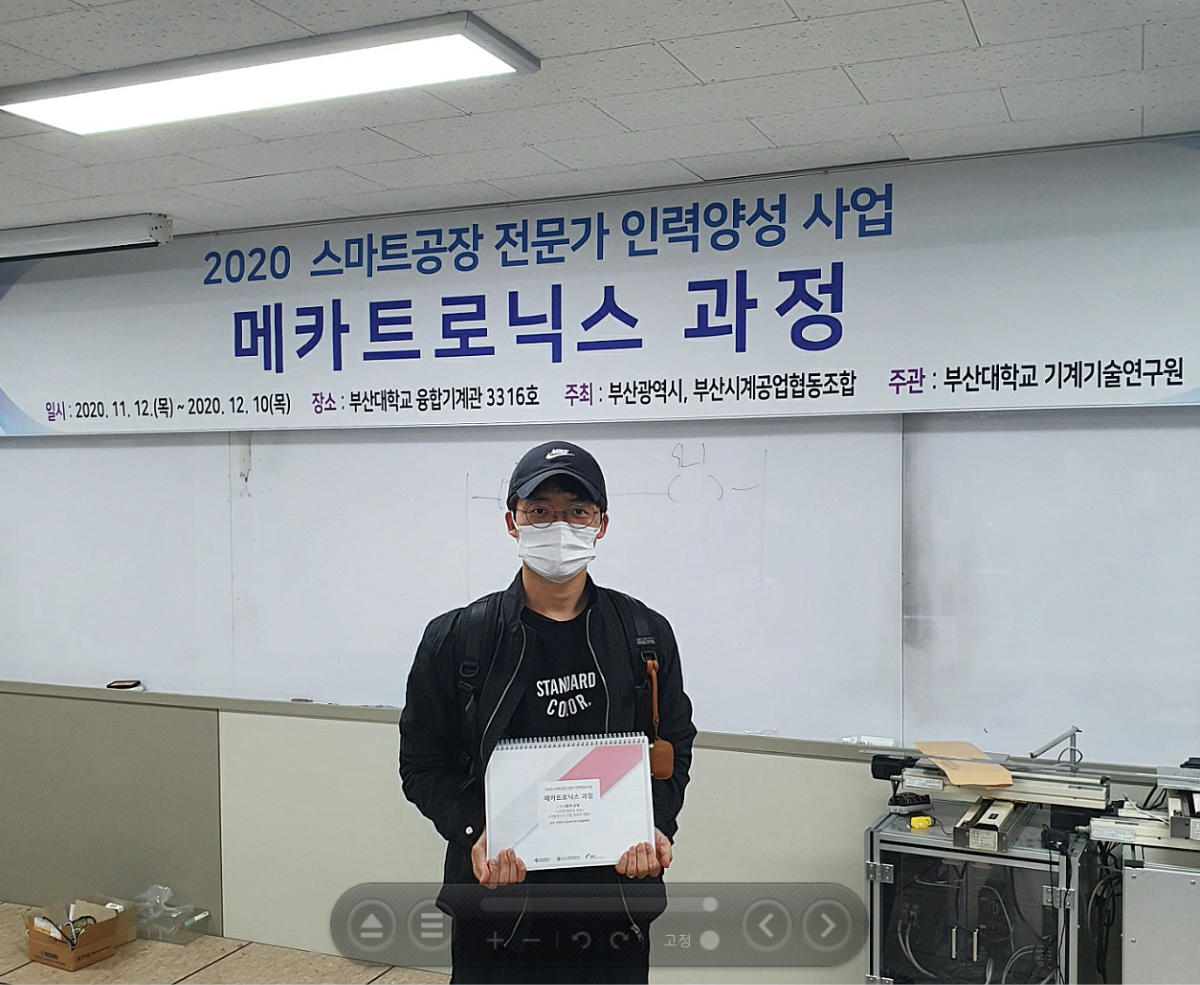 2020 스마트공장 전문가 인력양성 사업
메카트로닉스 과정
일시 : 2020. 11. 12.(목) ~ 2020. 12. 10(목) 장소 : 부산대학교 융합기계관 3316호 주최 : 부산광역시, 부산시기계공업협동조합 주관 : 부산대학교 기계기술연구원
NIKE
STANDARD
COLOR.
메카트로닉스 과정
고정